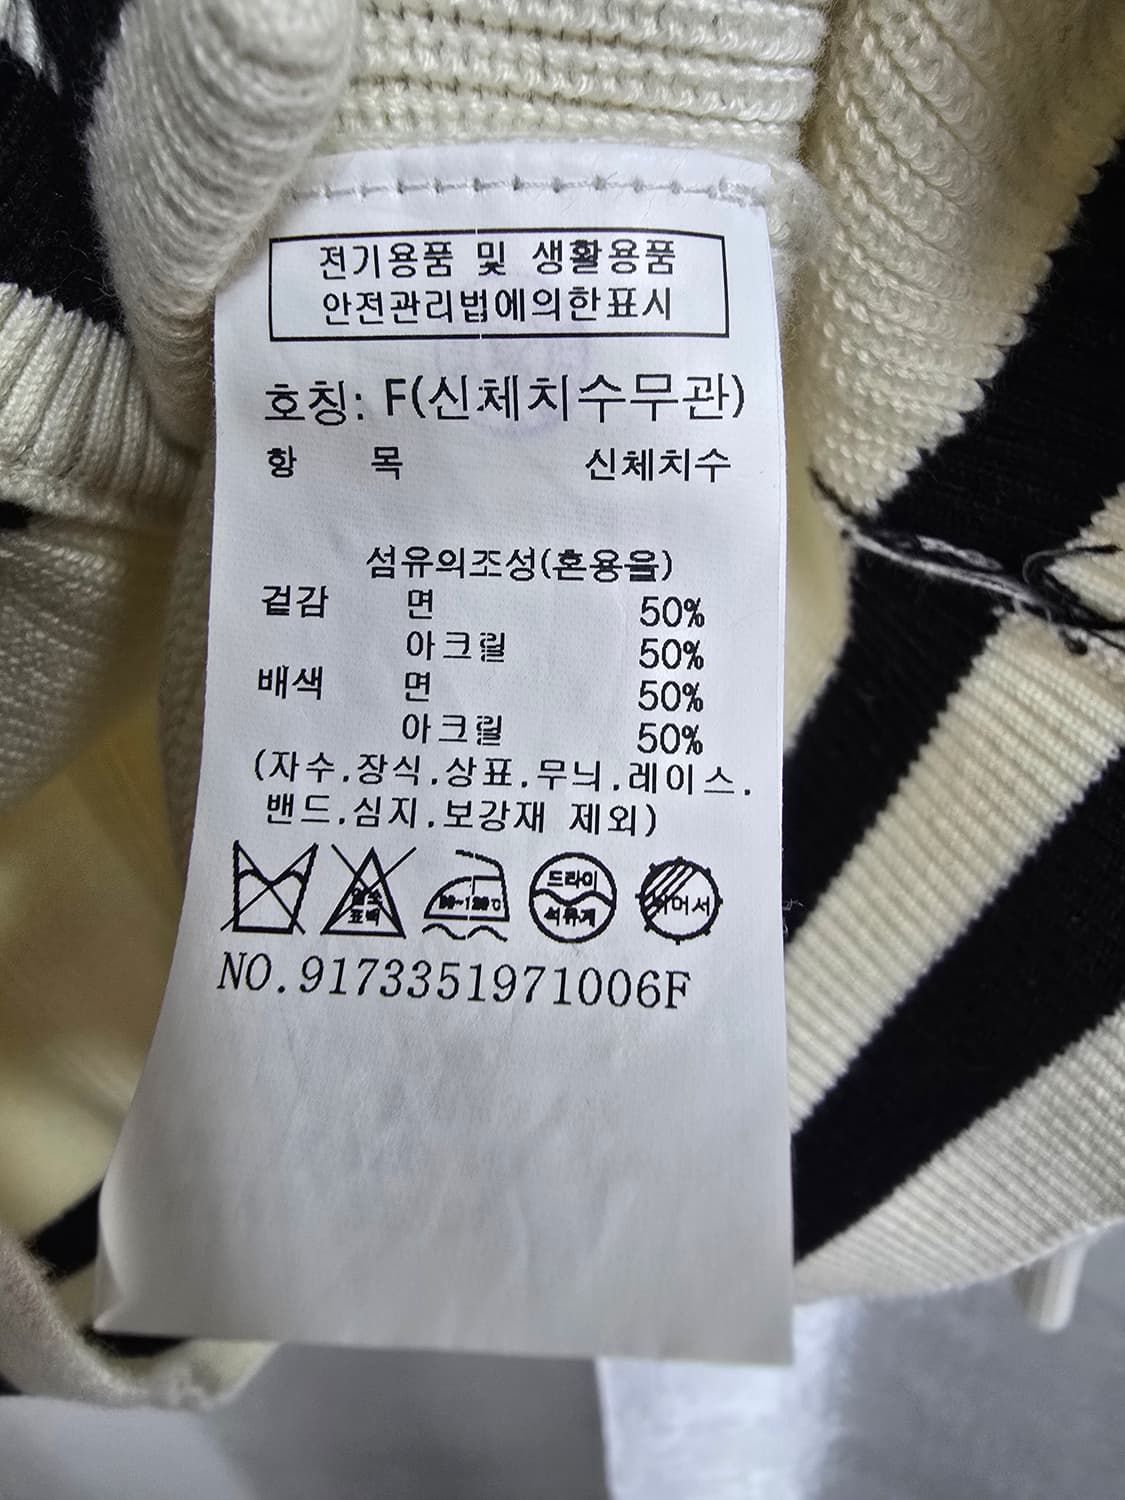 전기용품 및 생활용품
안전관리법에의한표시
호칭: F(신체치수무관)
항 목 신체치수
섬유의조성(혼용율)
겉감 면 50%
아크릴 50%
배색 면 50%
아크릴 50%
(자수.장식.상표.무늬.레이스.
밴드.심지.보강재 제외)
염소 표백
드라이
석유계
NO.9173351971006F